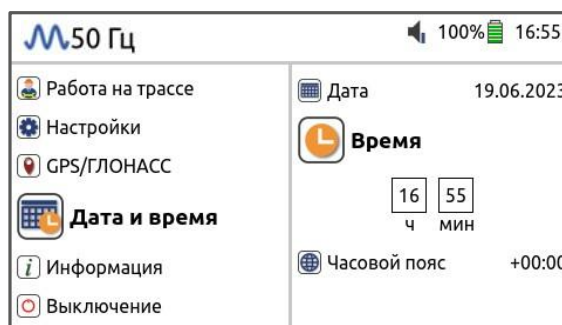 50 Гц 100% 16:55
Работа на трассе
Настройки
GPS/ГЛОНАСС
Дата и время
Информация
Выключение
Дата 19.06.2023
Время
16 55
ч мин
Часовой пояс +00:00